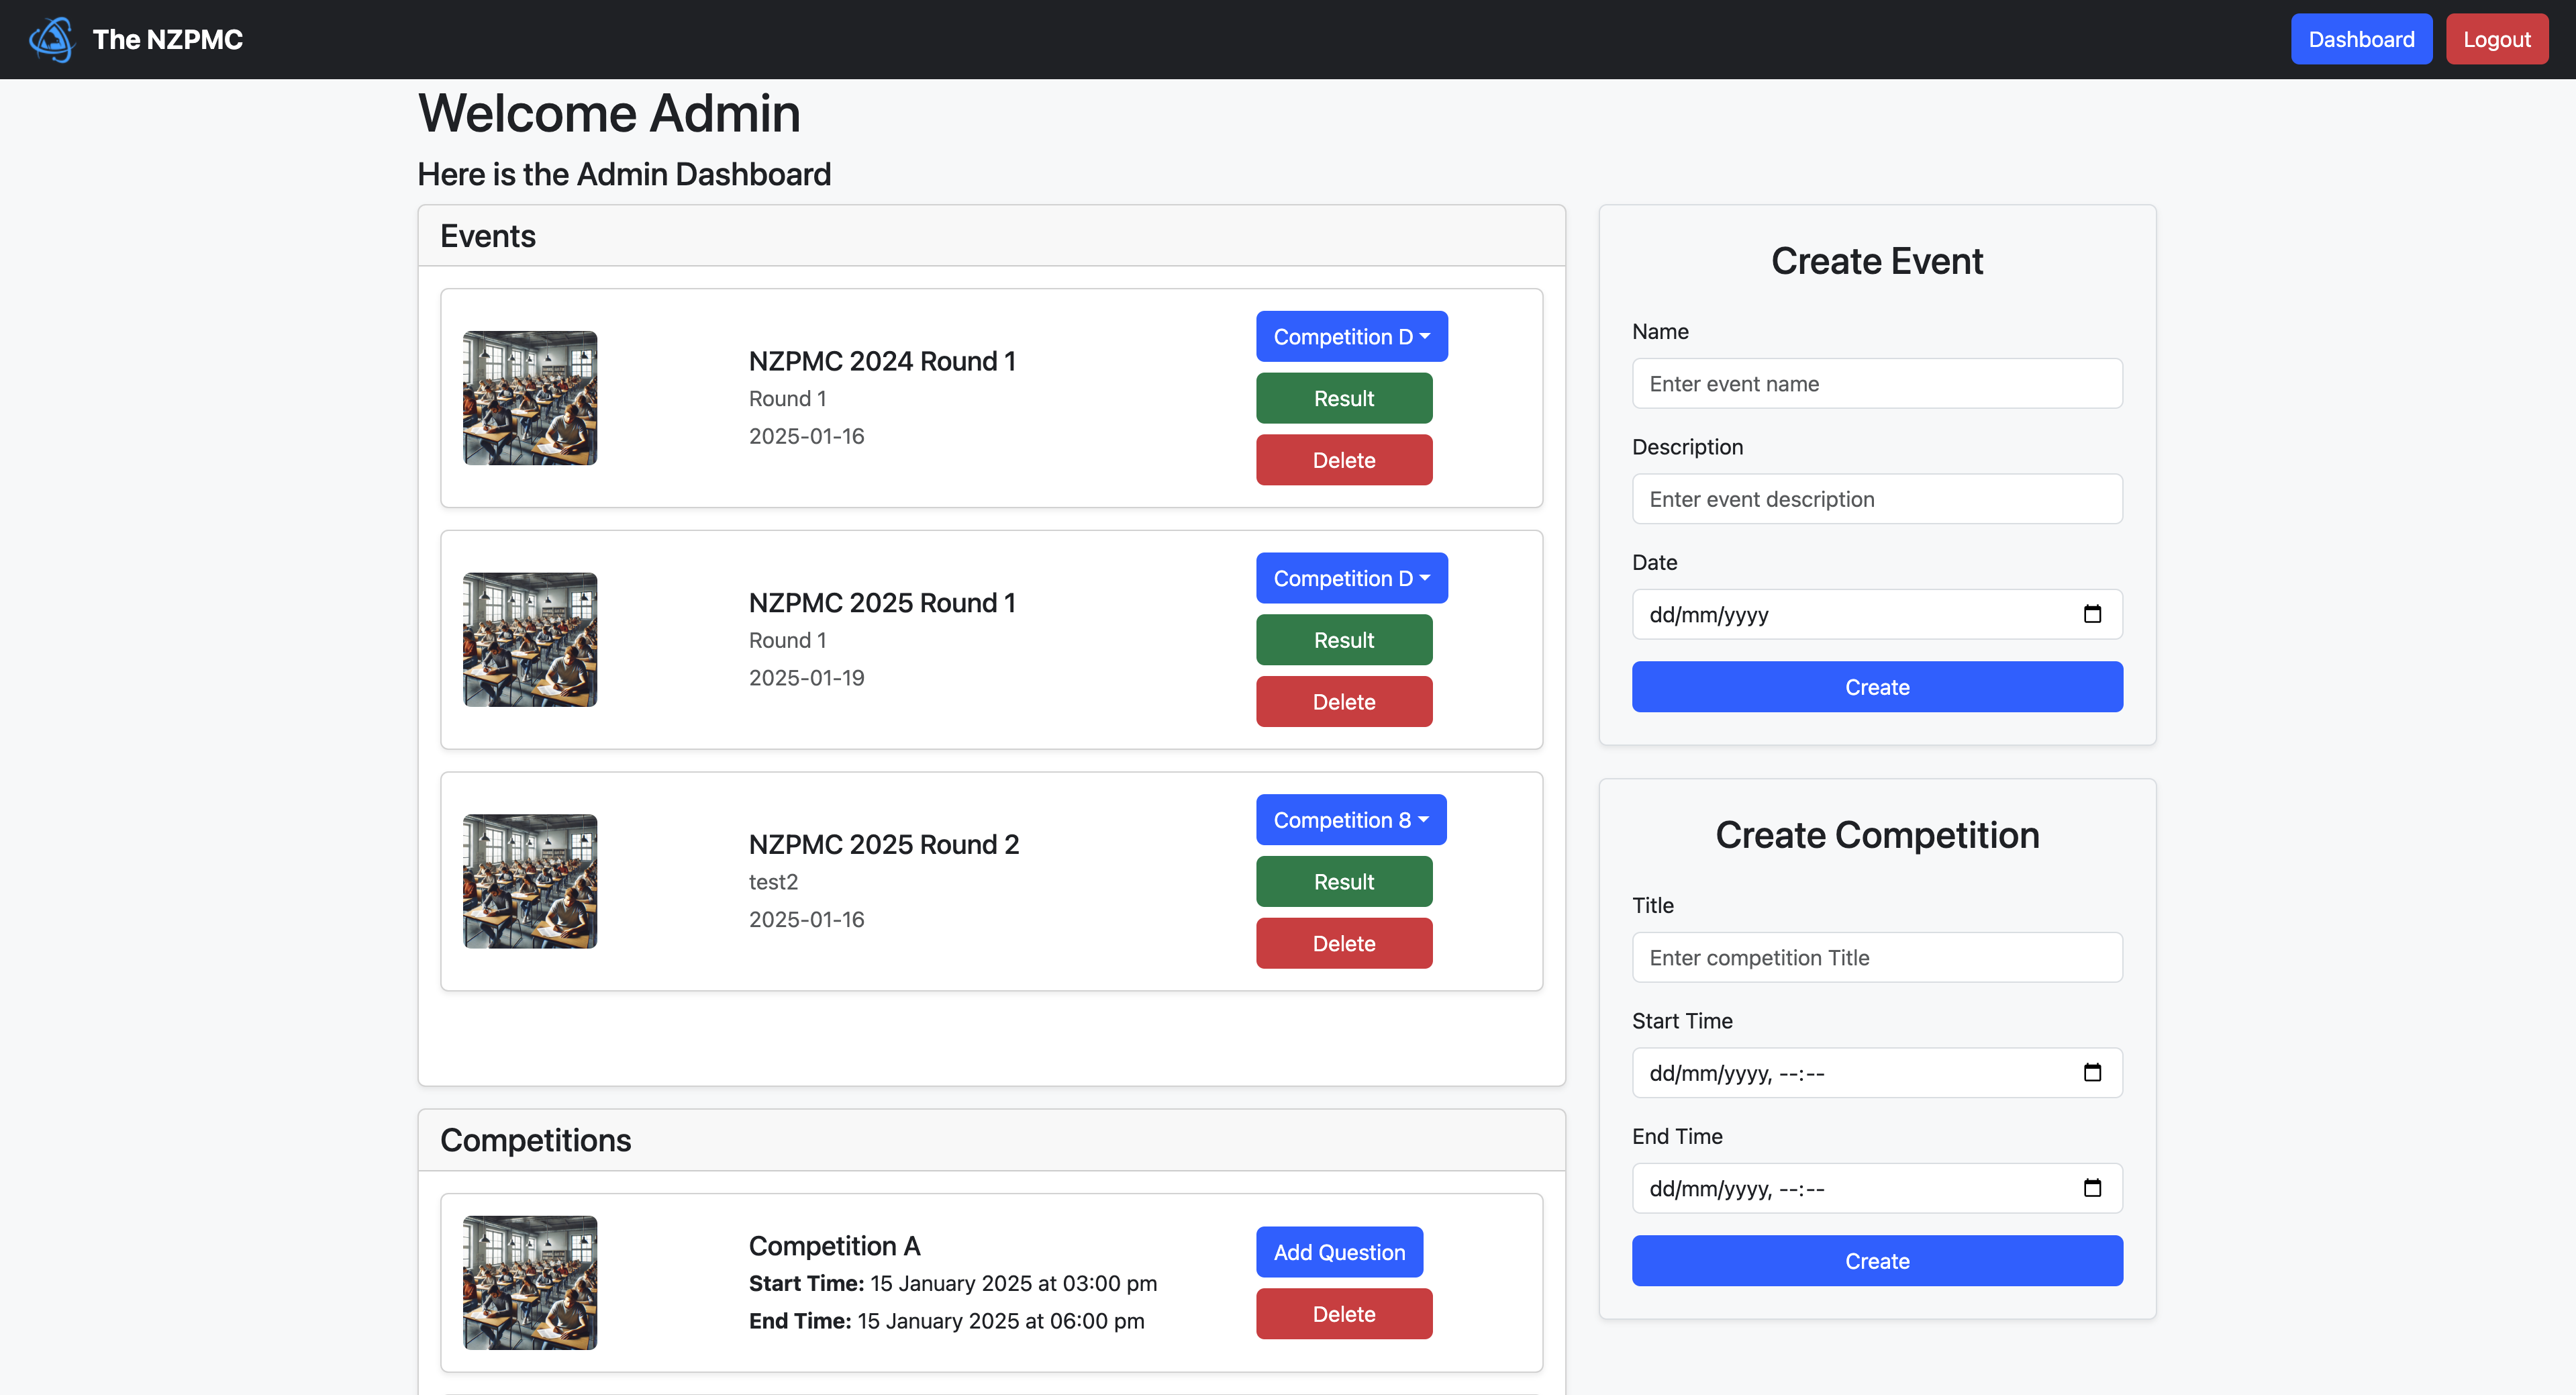 The NZPMC
Dashboard
Logout
Welcome Admin
Here is the Admin Dashboard
Events
NZPMC 2024 Round 1
Round 1
2025-01-16
Competition D
Result
Delete
NZPMC 2025 Round 1
Round 1
2025-01-19
Competition D
Result
Delete
NZPMC 2025 Round 2
test2
2025-01-16
Competition 8
Result
Delete
Competitions
Competition A
Start Time: 15 January 2025 at 03:00 pm
End Time: 15 January 2025 at 06:00 pm
Add Question
Delete
Create Event
Name
Enter event name
Description
Enter event description
Date
dd/mm/yyyy
Create
Create Competition
Title
Enter competition Title
Start Time
dd/mm/yyyy, --:--
End Time
dd/mm/yyyy, --:--
Create